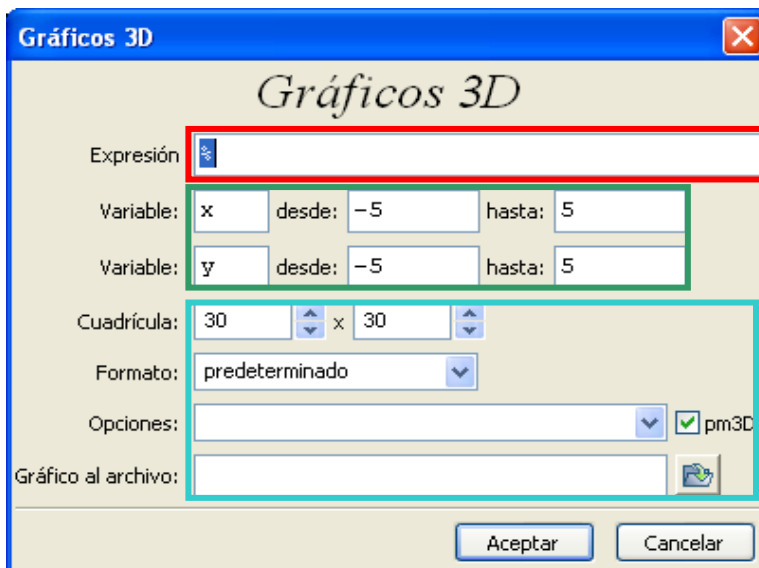 Gráficos 3D
Gráficos 3D
Expresión %
Variable: x desde: -5 hasta: 5
Variable: y desde: -5 hasta: 5
Cuadrícula: 30 x 30
Formato: predeterminado
Opciones: pm3D
Gráfico al archivo:
Aceptar Cancelar